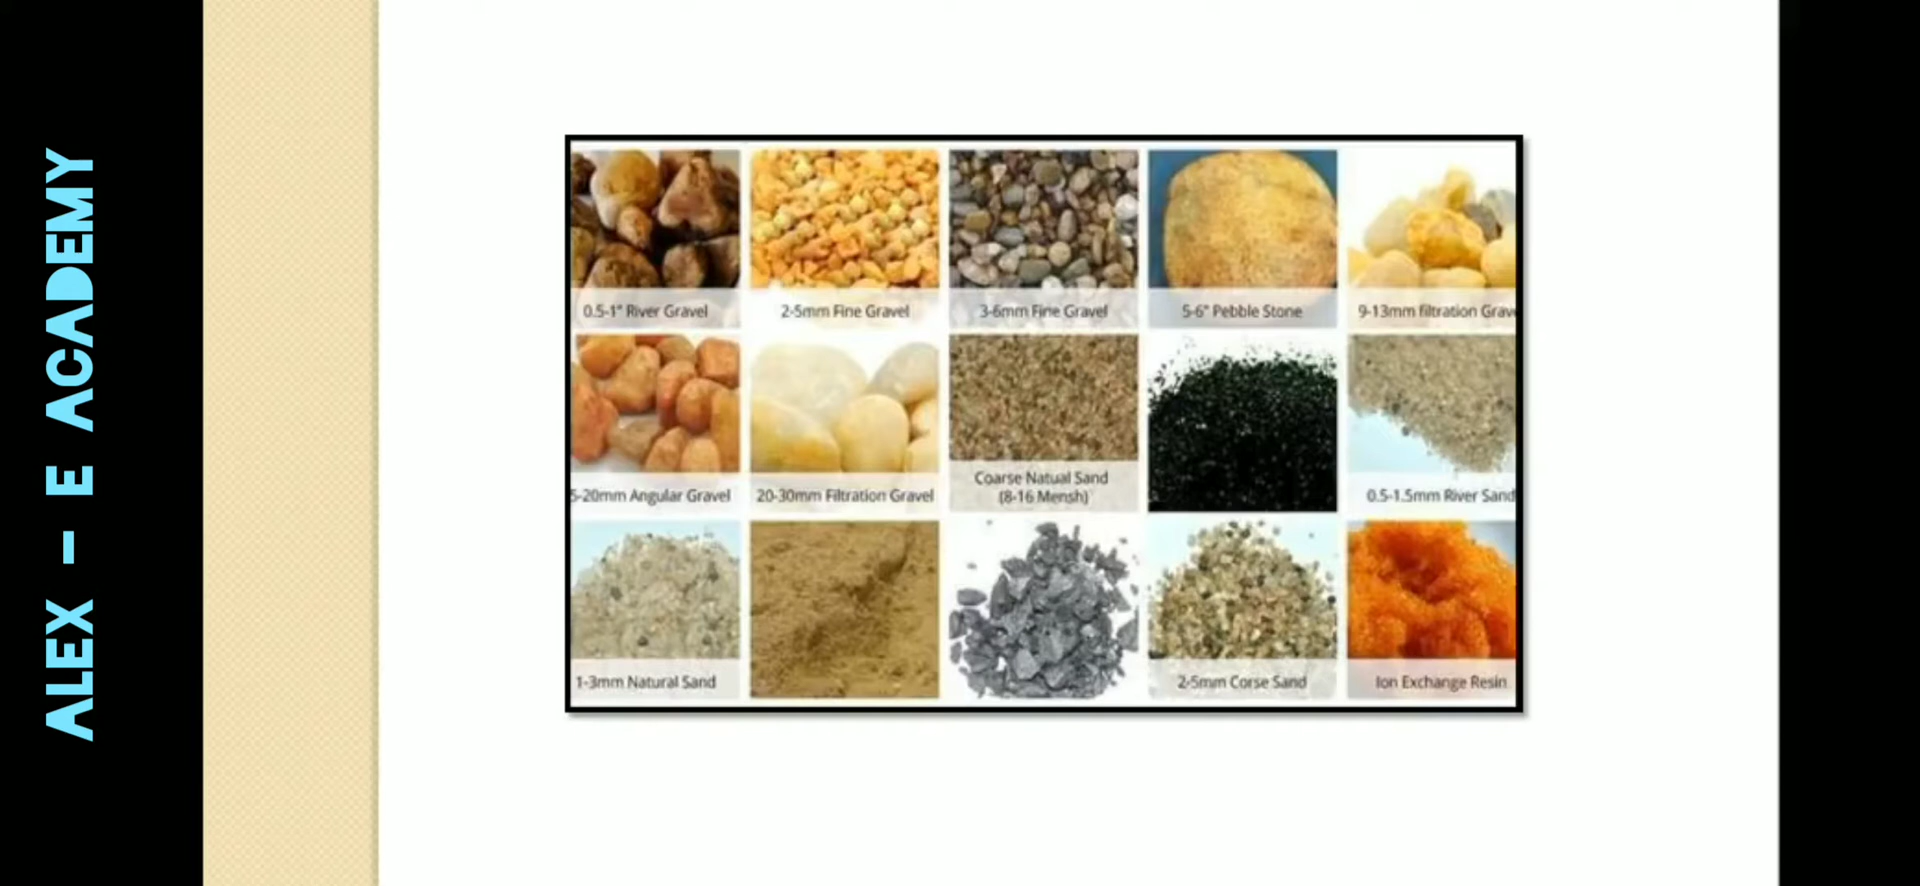 ALEX - E ACADEMY
0.5-1" River Gravel
2-5mm Fine Gravel
3-6mm Fine Gravel
5-6" Pebble Stone
9-13mm filtration Grav
5-20mm Angular Gravel
20-30mm Filtration Gravel
Coarse Natual Sand
(8-16 Mensh)
0.5-1.5mm River Sand
1-3mm Natural Sand
2-5mm Corse Sand
Ion Exchange Resin